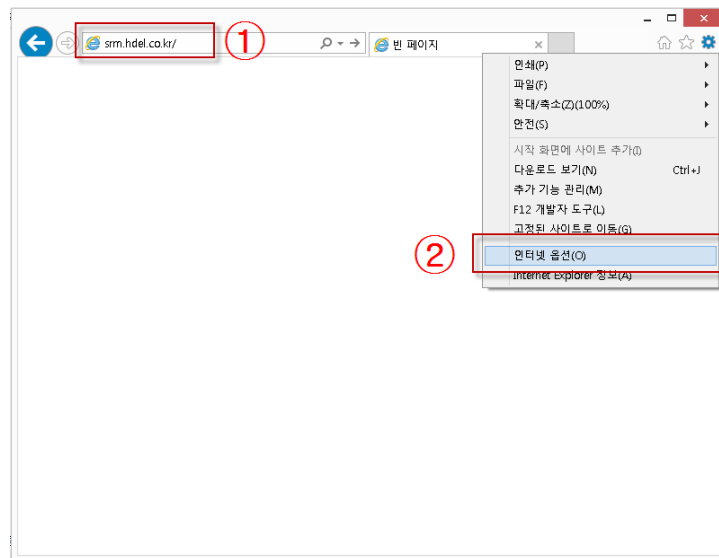 srm.hdel.co.kr/
①
빈 페이지
인쇄(P)
파일(F)
확대/축소(Z)(100%)
안전(S)
시작 화면에 사이트 추가(I)
다운로드 보기(N) Ctrl+J
추가 기능 관리(M)
F12 개발자 도구(L)
고정된 사이트로 이동(G)
②
인터넷 옵션(O)
Internet Explorer 정보(A)